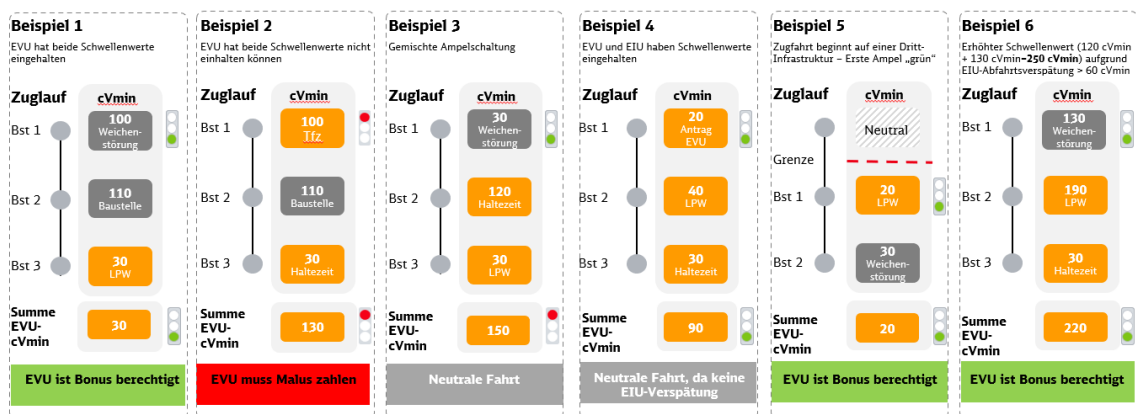 Beispiel 1
EVU hat beide Schwellenwerte
eingehalten
Zuglauf
cVmin
Bst 1
100
Weichen-
störung
Bst 2
110
Baustelle
Bst 3
30
LPW
Summe
EVU-
cVmin
30
EVU ist Bonus berechtigt
Beispiel 2
EVU hat beide Schwellenwerte nicht
einhalten können
Zuglauf
cVmin
Bst 1
100
Tfz
Bst 2
110
Baustelle
Bst 3
30
Haltezeit
Summe
EVU-
cVmin
130
EVU muss Malus zahlen
Beispiel 3
Gemischte Ampelschaltung
Zuglauf
cVmin
Bst 1
30
Weichen-
störung
Bst 2
120
Haltezeit
Bst 3
30
LPW
Summe
EVU-
cVmin
150
Neutrale Fahrt
Beispiel 4
EVU und EIU haben Schwellenwerte
eingehalten
Zuglauf
cVmin
Bst 1
20
Antrag
EVU
Bst 2
40
LPW
Bst 3
30
Haltezeit
Summe
EVU-
cVmin
90
Neutrale Fahrt, da keine
EIU-Verspätung
Beispiel 5
Zugfahrt beginnt auf einer Dritt-
Infrastruktur – Erste Ampel „grün“
Zuglauf
cVmin
Neutral
Grenze
Bst 1
20
LPW
Bst 2
30
Weichen-
störung
Summe
EVU-
cVmin
20
EVU ist Bonus berechtigt
Beispiel 6
Erhöhter Schwellenwert (120 cVmin
+ 130 cVmin=250 cVmin) aufgrund
EIU-Abfahrtsverspätung > 60 cVmin
Zuglauf
cVmin
Bst 1
130
Weichen-
störung
Bst 2
190
LPW
Bst 3
30
Haltezeit
Summe
EVU-
cVmin
220
EVU ist Bonus berechtigt